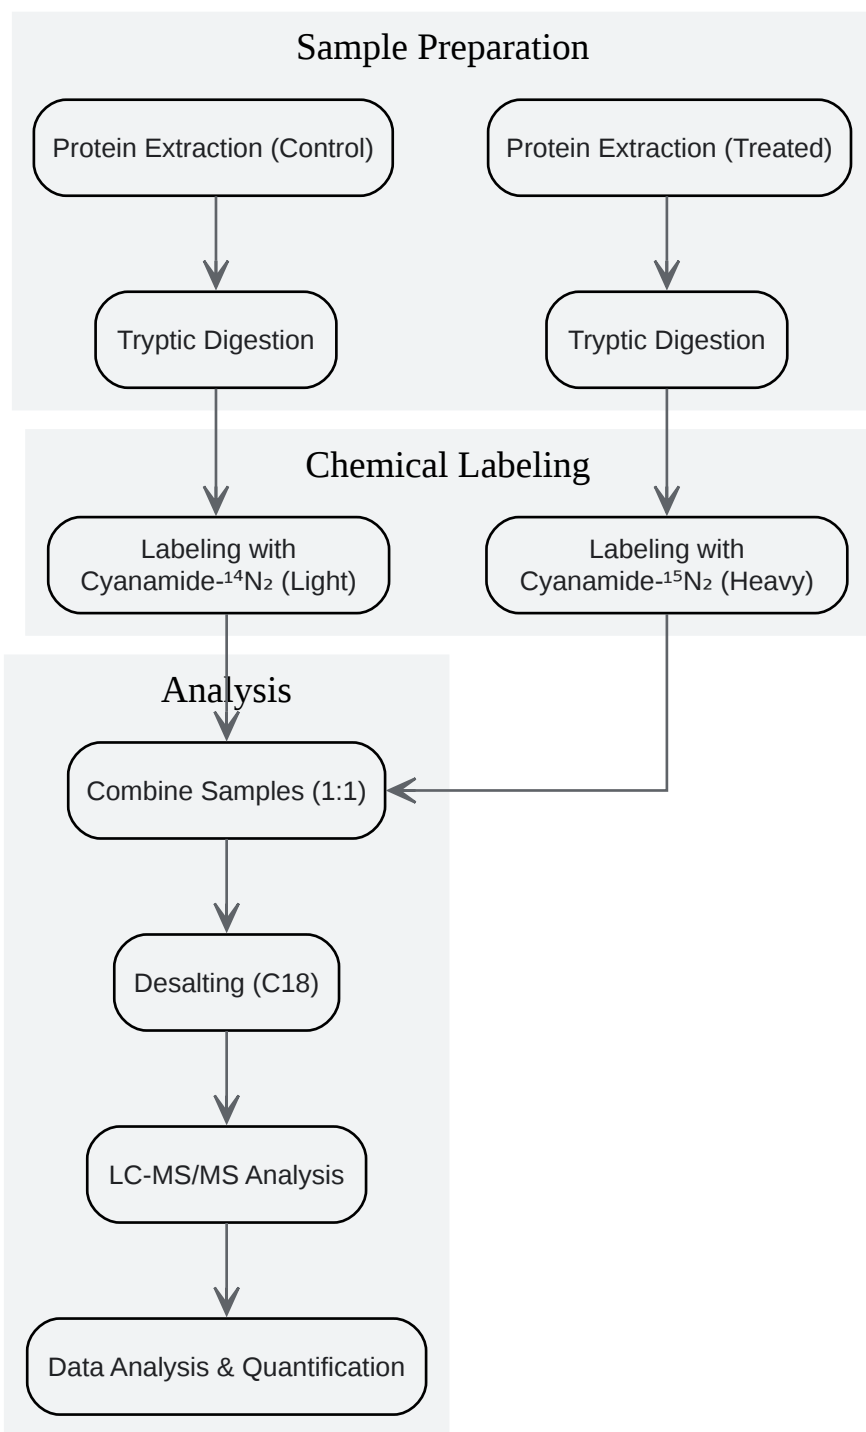 Sample Preparation
Protein Extraction (Control)
Protein Extraction (Treated)
Tryptic Digestion
Tryptic Digestion
Chemical Labeling
Labeling with
Cyanamide-¹⁴N₂ (Light)
Labeling with
Cyanamide-¹⁵N₂ (Heavy)
Analysis
Combine Samples (1:1)
Desalting (C18)
LC-MS/MS Analysis
Data Analysis & Quantification